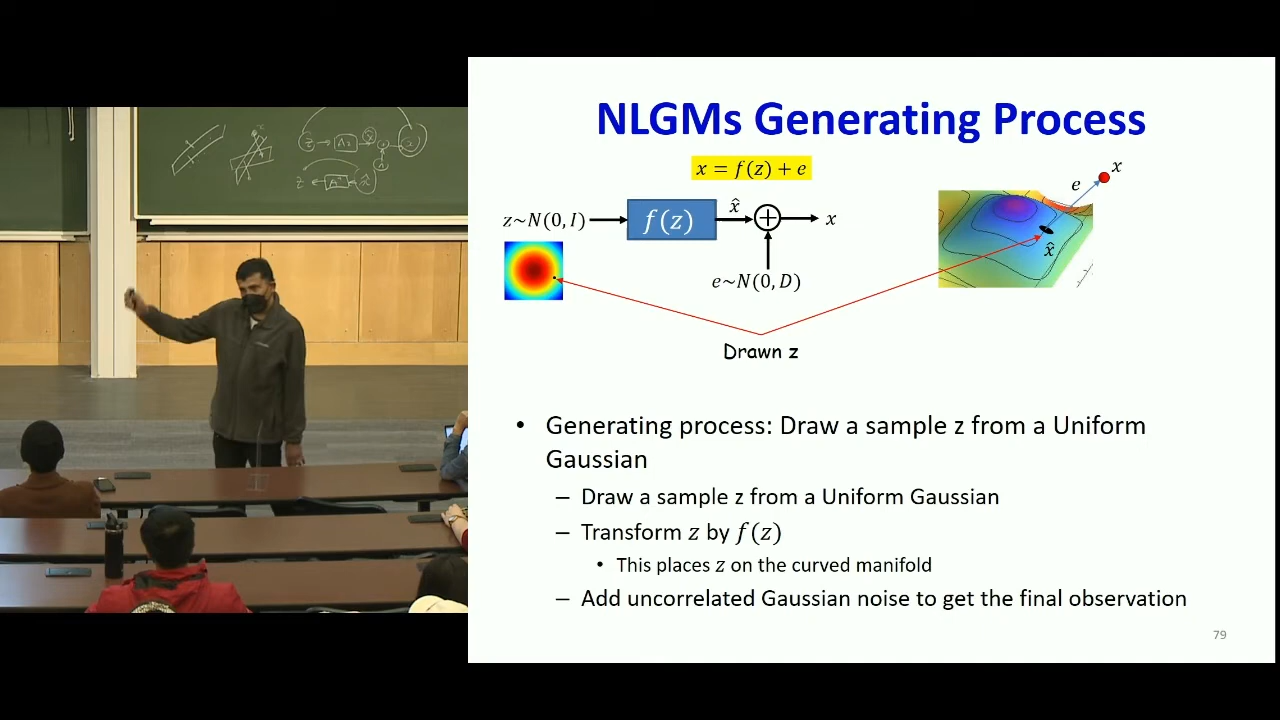 NLGMs Generating Process
x = f(z) + e
z~N(0, I)
f(z)
x̂
x
e~N(0, D)
Drawn z
e
x
x̂
• Generating process: Draw a sample z from a Uniform
Gaussian
– Draw a sample z from a Uniform Gaussian
– Transform z by f(z)
• This places z on the curved manifold
– Add uncorrelated Gaussian noise to get the final observation
79